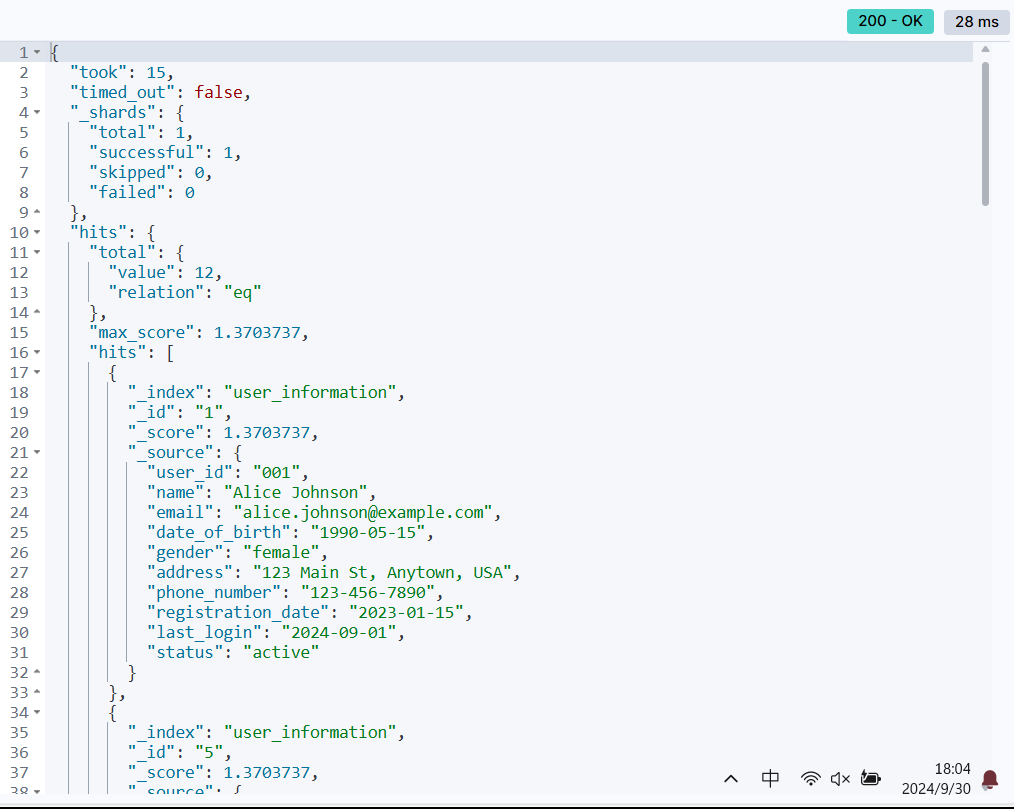 200 - OK 28 ms
1 {
2 "took": 15,
3 "timed_out": false,
4 "_shards": {
5 "total": 1,
6 "successful": 1,
7 "skipped": 0,
8 "failed": 0
9 },
10 "hits": {
11 "total": {
12 "value": 12,
13 "relation": "eq"
14 },
15 "max_score": 1.3703737,
16 "hits": [
17 {
18 "_index": "user_information",
19 "_id": "1",
20 "_score": 1.3703737,
21 "_source": {
22 "user_id": "001",
23 "name": "Alice Johnson",
24 "email": "alice.johnson@example.com",
25 "date_of_birth": "1990-05-15",
26 "gender": "female",
27 "address": "123 Main St, Anytown, USA",
28 "phone_number": "123-456-7890",
29 "registration_date": "2023-01-15",
30 "last_login": "2024-09-01",
31 "status": "active"
32 }
33 },
34 {
35 "_index": "user_information",
36 "_id": "5",
37 "_score": 1.3703737,
38 "_source": {
中
18:04
2024/9/30